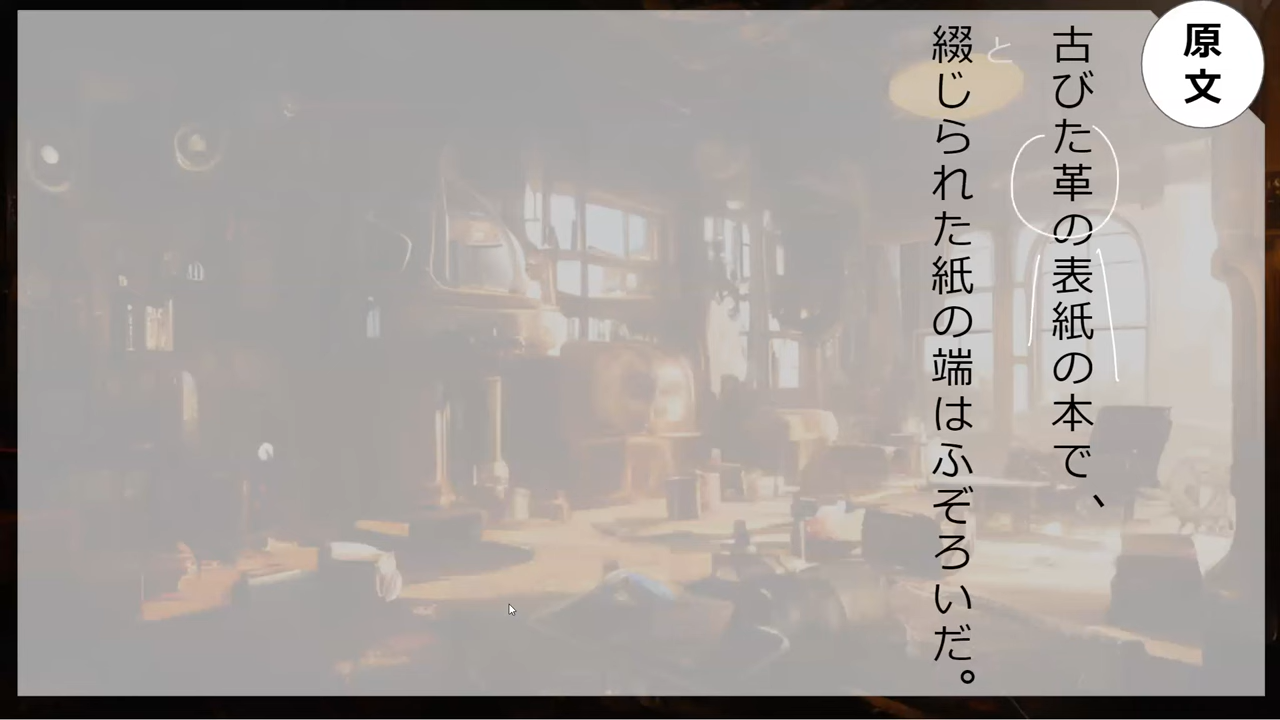 原文
古びた革の表紙の本で、
綴じられた紙の端はふぞろいだ。
と